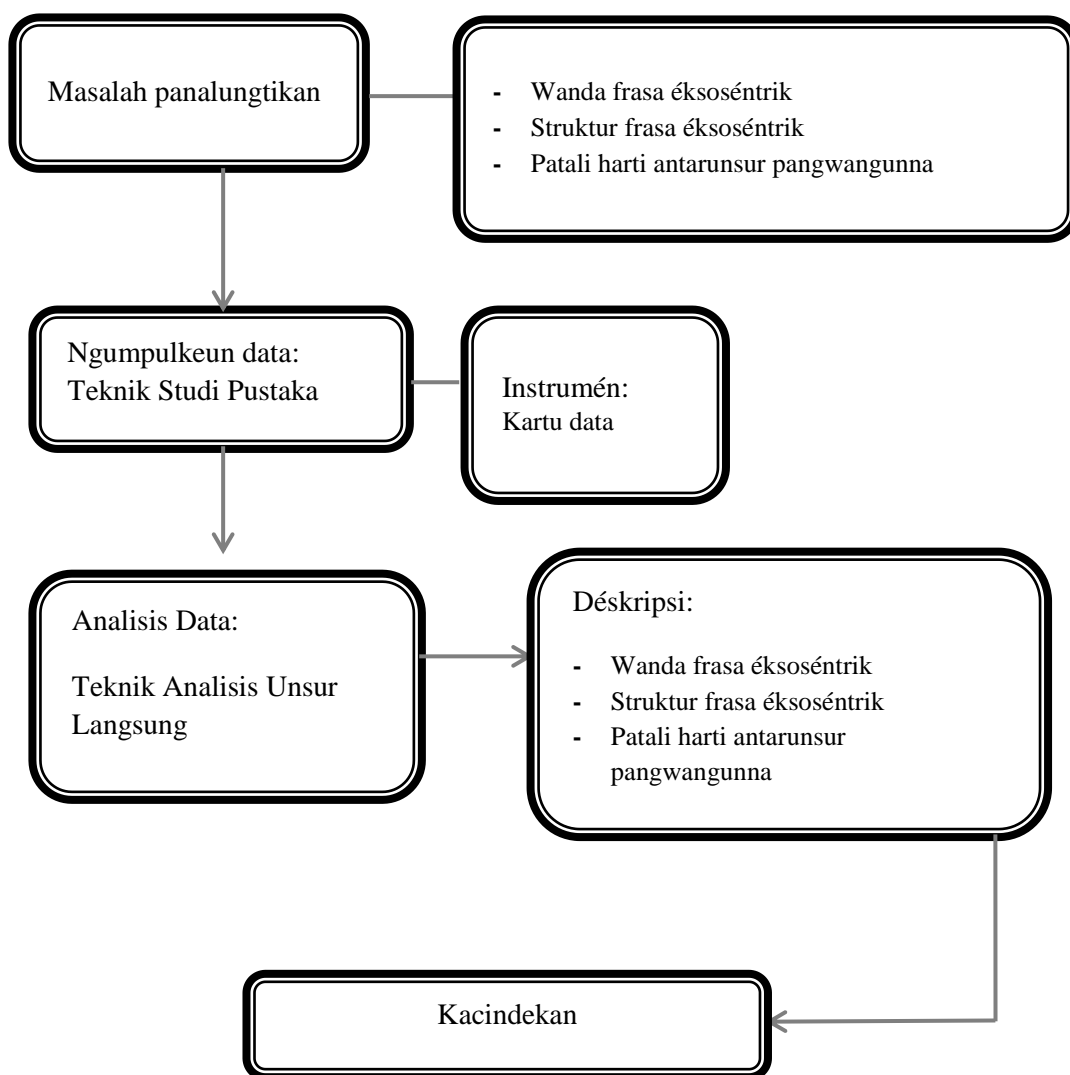 Masalah panalungtikan
- Wanda frasa éksoséntrik
- Struktur frasa éksoséntrik
- Patali harti antarunsur pangwangunna
Ngumpulkeun data:
Teknik Studi Pustaka
Instrumén:
Kartu data
Analisis Data:
Teknik Analisis Unsur
Langsung
Déskripsi:
- Wanda frasa éksoséntrik
- Struktur frasa éksoséntrik
- Patali harti antarunsur
pangwangunna
Kacindekan